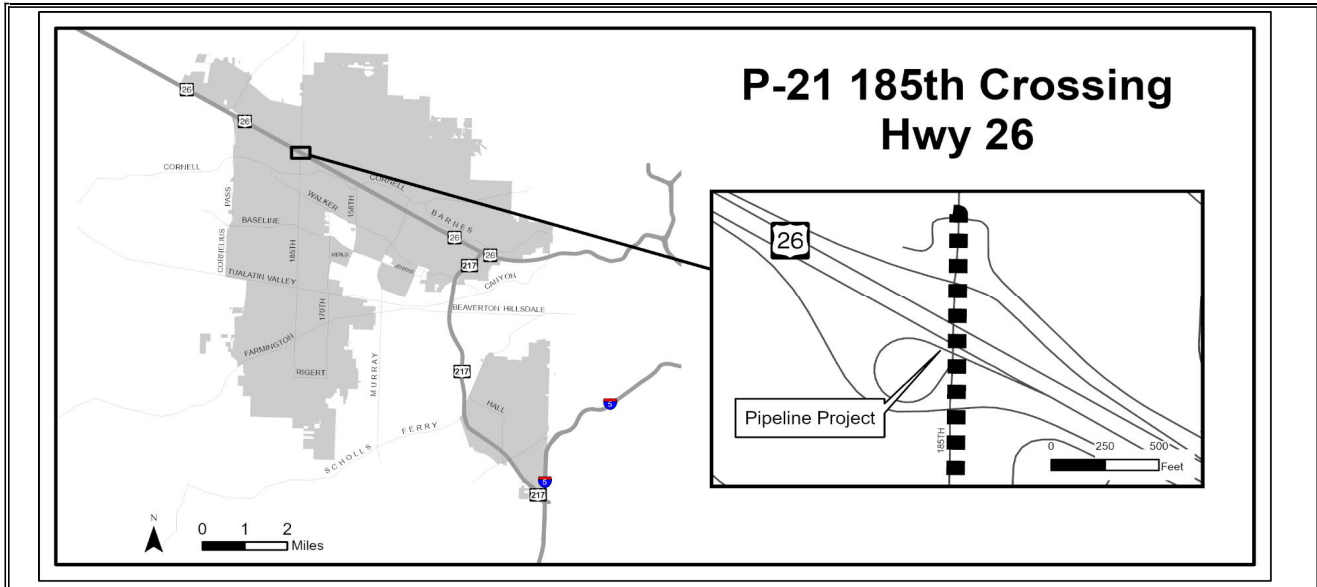 P-21 185th Crossing
Hwy 26
26
26
CORNELL
CORNELL
PASS
WALKER
158TH
BARNES
BASELINE
26
26
217
185TH
MERLO
JENKINS
CORNELIUS
CANYON
TUALATIN VALLEY
170TH
BEAVERTON HILLSDALE
FARMINGTON
MURRAY
RIGERT
217
5
HALL
FERRY
SCHOLLS
5
217
N
0 1 2
Miles
26
Pipeline Project
185TH
0 250 500
Feet